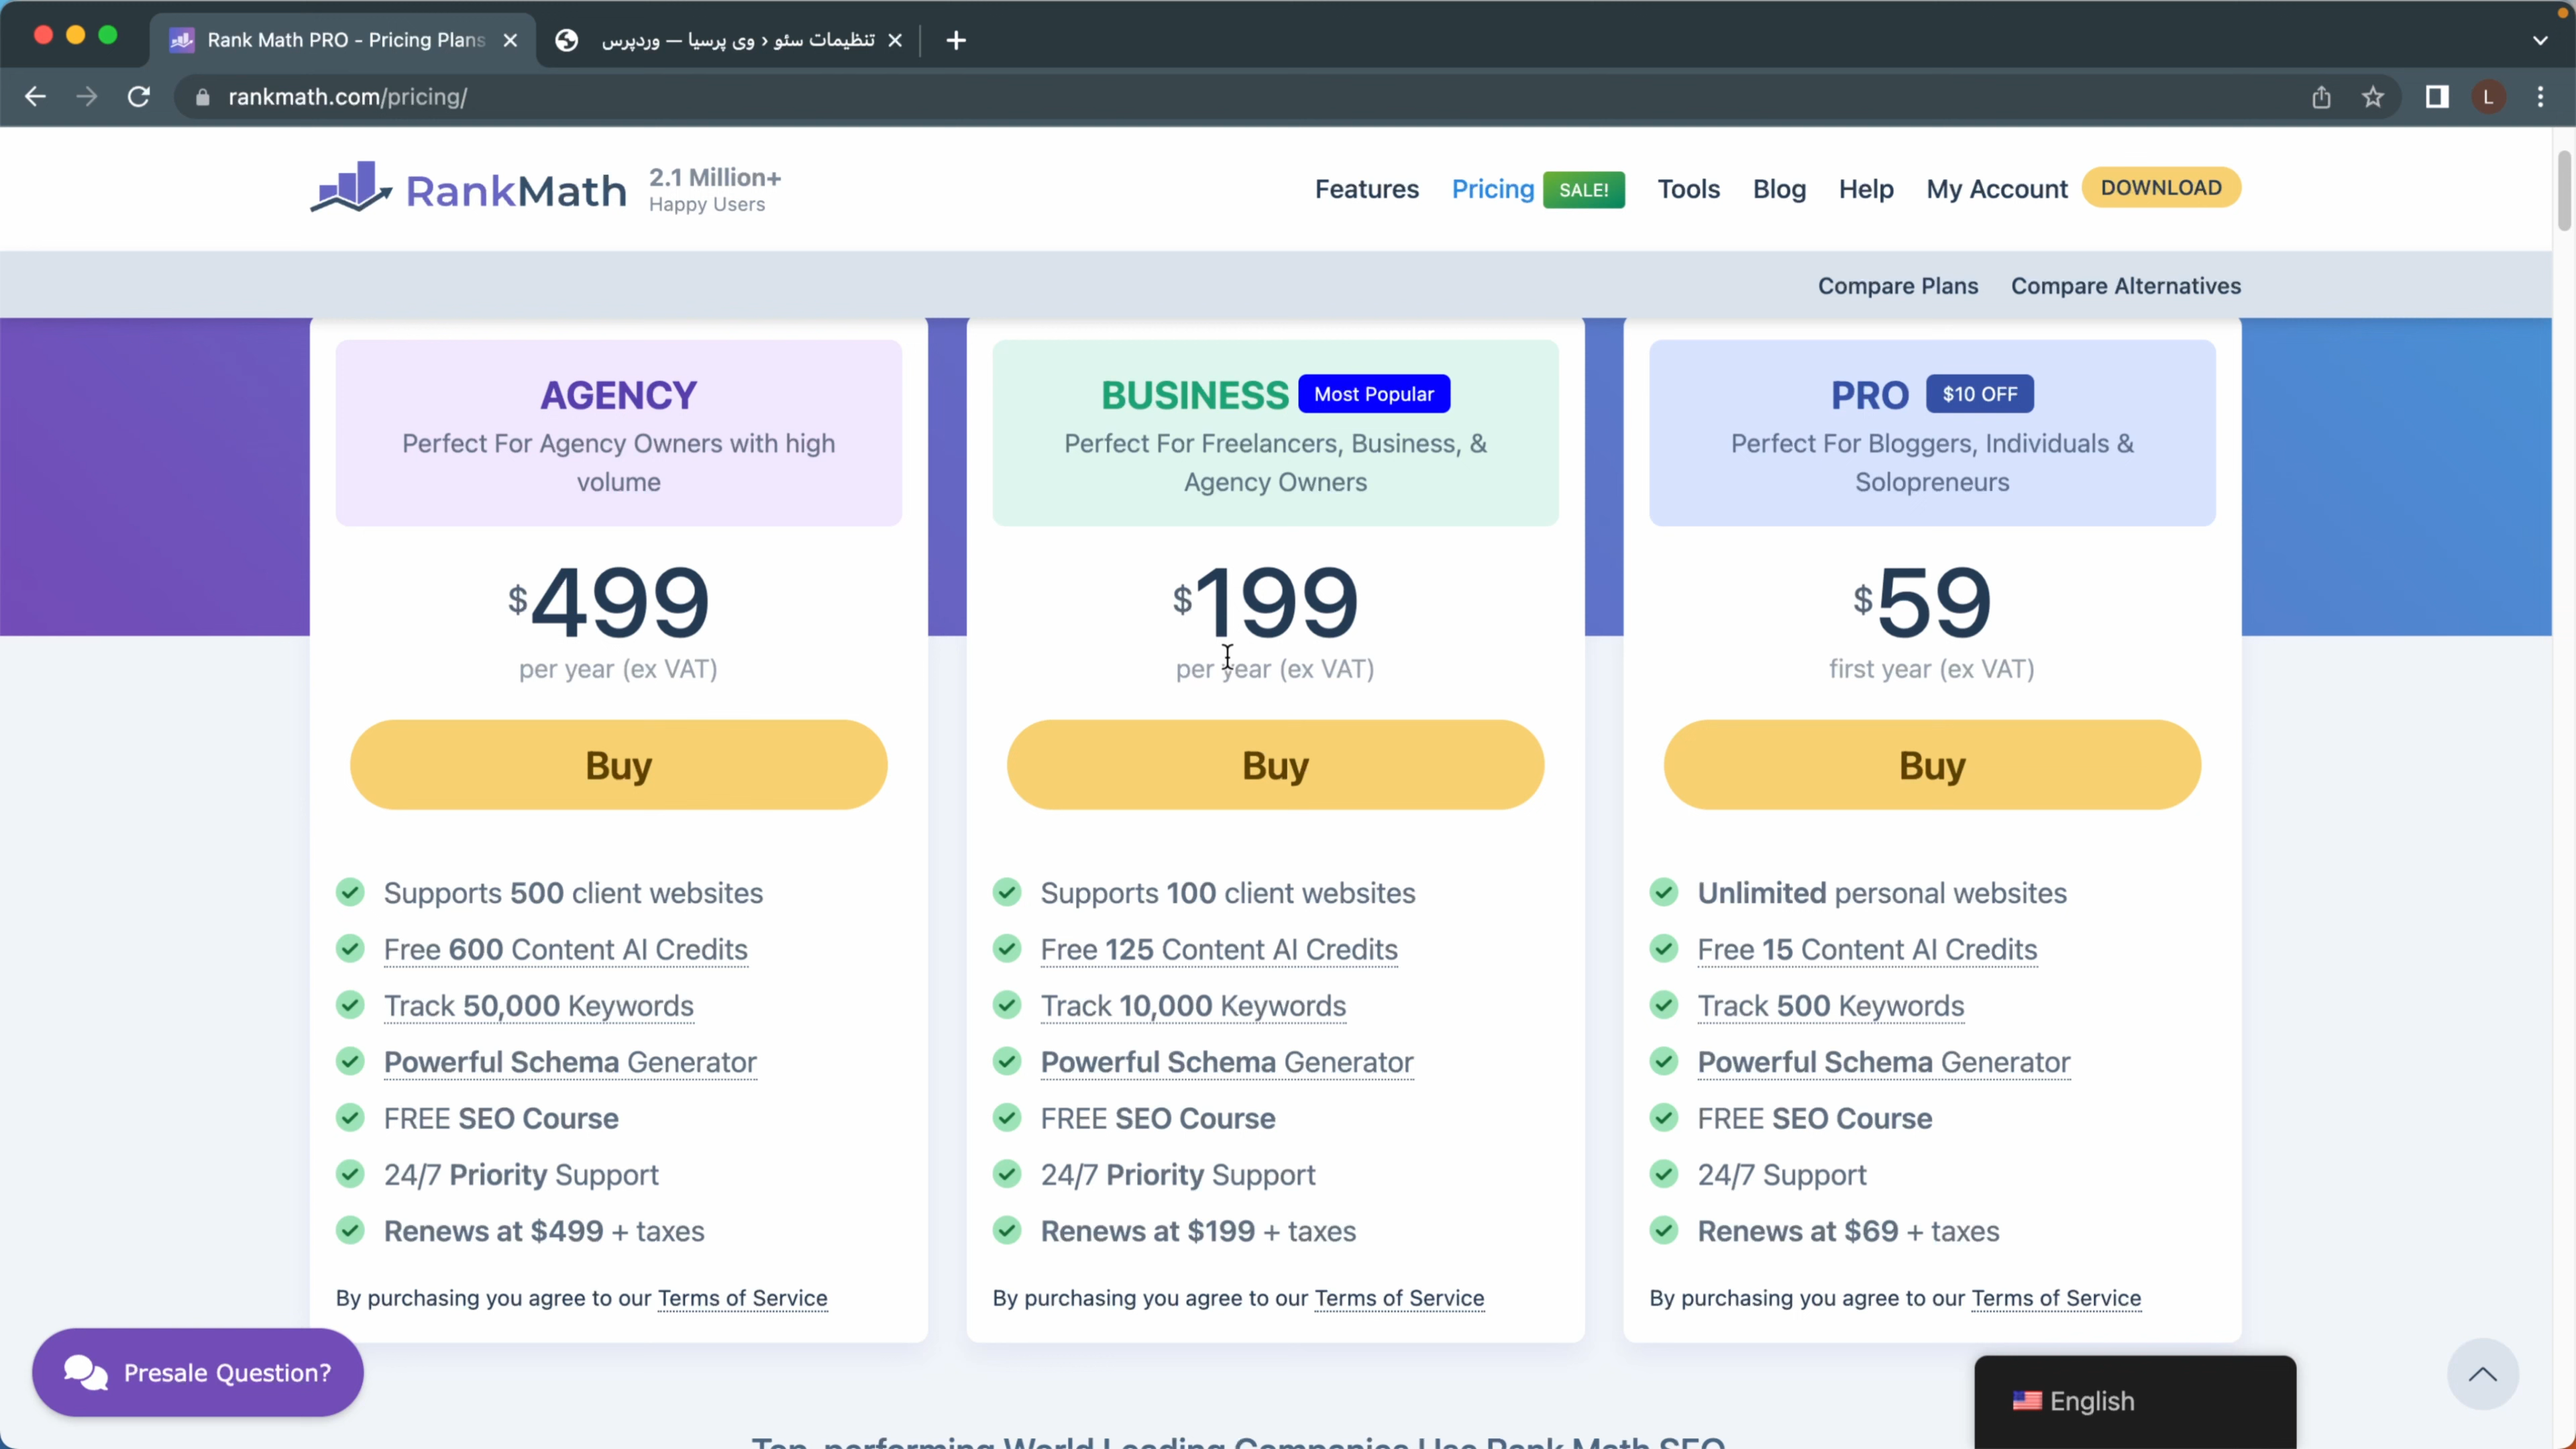 Rank Math PRO - Pricing Plans
تنظیمات سئو ‹ وی پرسیا — وردپرس
rankmath.com/pricing/
L
RankMath
2.1 Million+
Happy Users
Features
Pricing
SALE!
Tools
Blog
Help
My Account
DOWNLOAD
Compare Plans
Compare Alternatives
AGENCY
Perfect For Agency Owners with high
volume
$499
per year (ex VAT)
Buy
Supports 500 client websites
Free 600 Content AI Credits
Track 50,000 Keywords
Powerful Schema Generator
FREE SEO Course
24/7 Priority Support
Renews at $499 + taxes
By purchasing you agree to our Terms of Service
BUSINESS
Most Popular
Perfect For Freelancers, Business, &
Agency Owners
$199
per year (ex VAT)
Buy
Supports 100 client websites
Free 125 Content AI Credits
Track 10,000 Keywords
Powerful Schema Generator
FREE SEO Course
24/7 Priority Support
Renews at $199 + taxes
By purchasing you agree to our Terms of Service
PRO
$10 OFF
Perfect For Bloggers, Individuals &
Solopreneurs
$59
first year (ex VAT)
Buy
Unlimited personal websites
Free 15 Content AI Credits
Track 500 Keywords
Powerful Schema Generator
FREE SEO Course
24/7 Support
Renews at $69 + taxes
By purchasing you agree to our Terms of Service
Presale Question?
English
Top-performing World Leading Companies Use Rank Math SEO